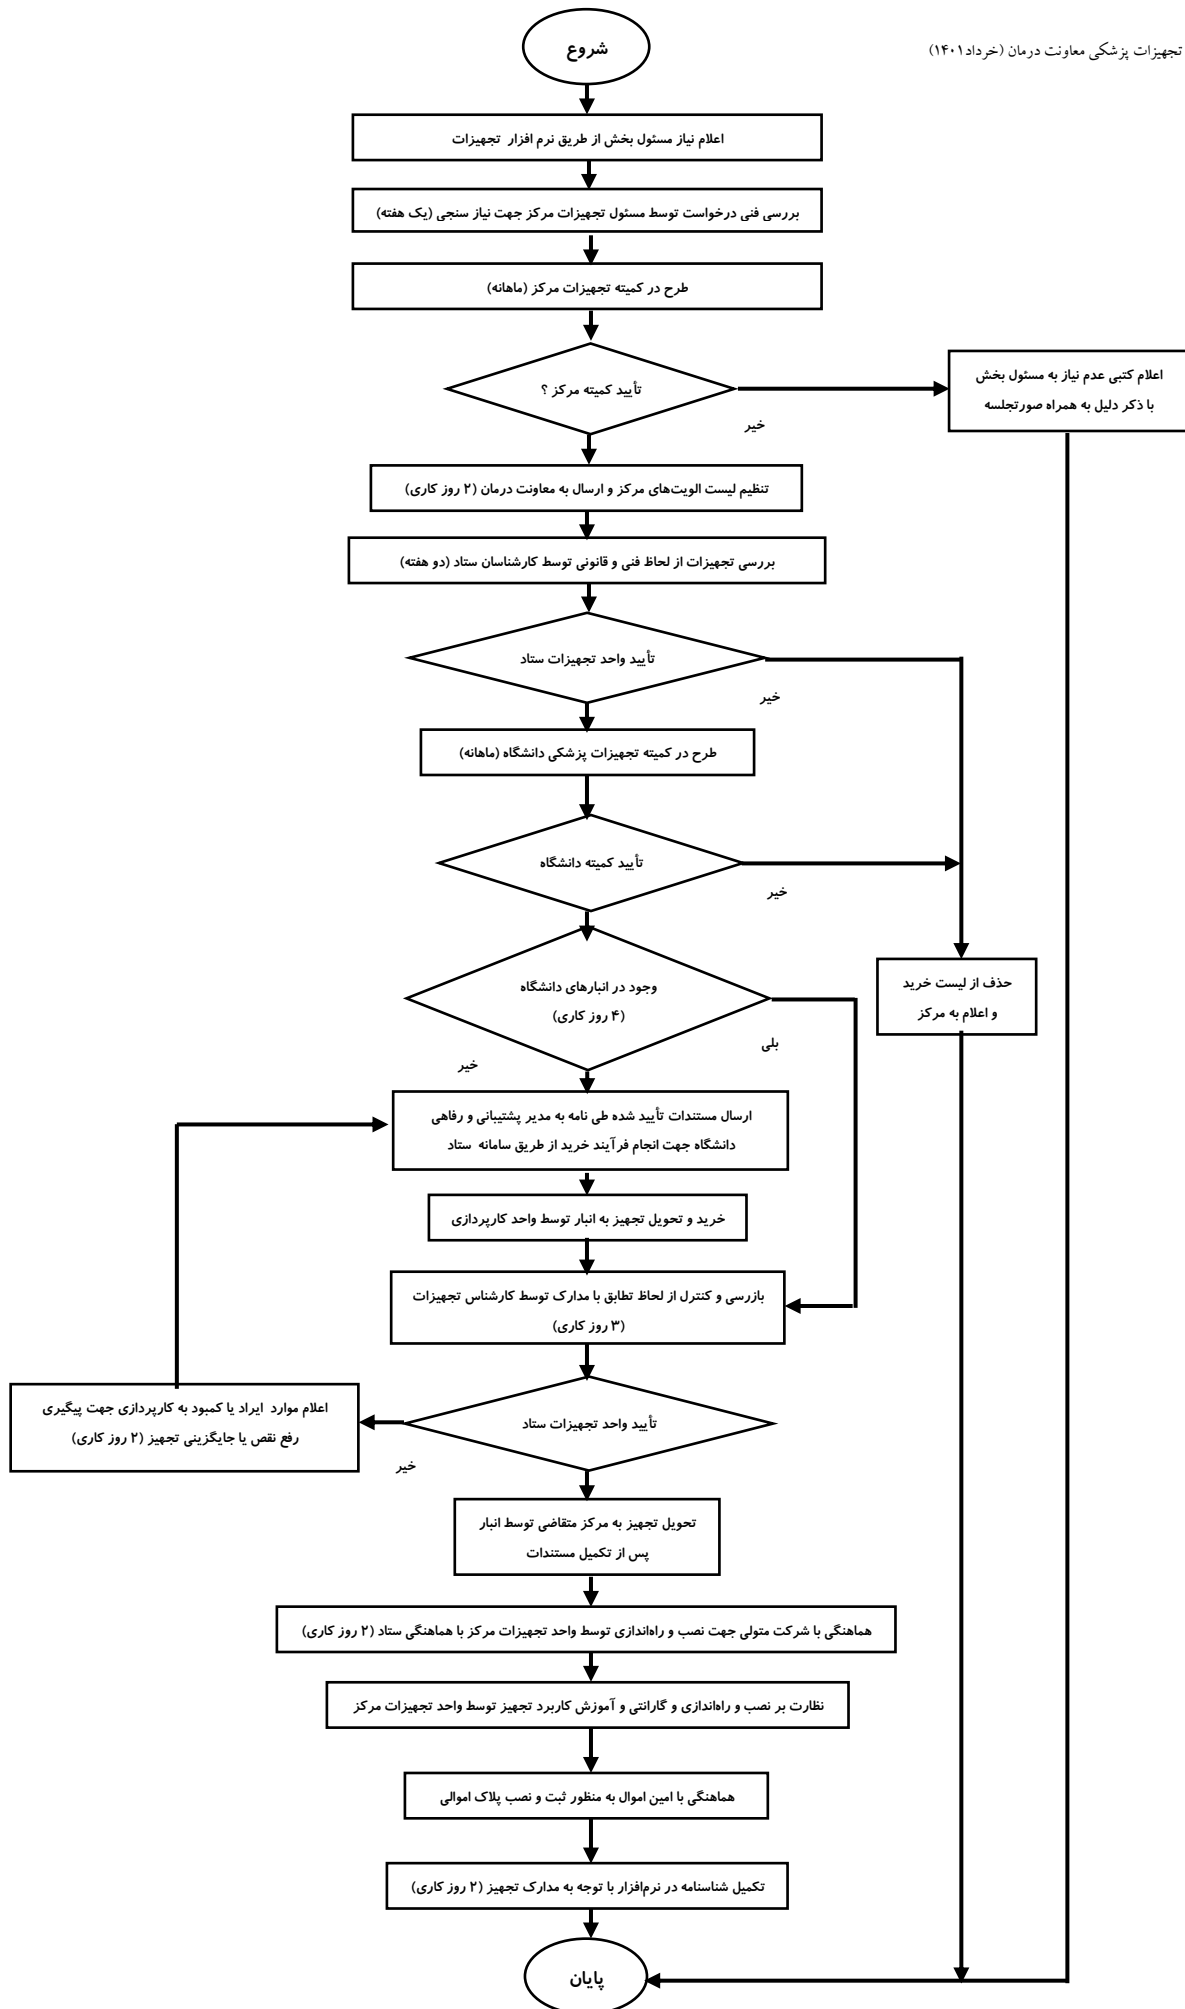 تجهیزات پزشکی معاونت درمان (خرداد۱۴۰۱)
شروع
اعلام نیاز مسئول بخش از طریق نرم افزار تجهیزات
بررسی فنی درخواست توسط مسئول تجهیزات مرکز جهت نیاز سنجی (یک هفته)
طرح در کمیته تجهیزات مرکز (ماهانه)
تأیید کمیته مرکز ؟
خیر
اعلام کتبی عدم نیاز به مسئول بخش
با ذکر دلیل به همراه صورتجلسه
تنظیم لیست الویت‌های مرکز و ارسال به معاونت درمان (۲ روز کاری)
بررسی تجهیزات از لحاظ فنی و قانونی توسط کارشناسان ستاد (دو هفته)
تأیید واحد تجهیزات ستاد
خیر
طرح در کمیته تجهیزات پزشکی دانشگاه (ماهانه)
تأیید کمیته دانشگاه
خیر
وجود در انبارهای دانشگاه
(۴ روز کاری)
حذف از لیست خرید
و اعلام به مرکز
بلی
خیر
ارسال مستندات تأیید شده طی نامه به مدیر پشتیبانی و رفاهی
دانشگاه جهت انجام فرآیند خرید از طریق سامانه ستاد
خرید و تحویل تجهیز به انبار توسط واحد کارپردازی
بازرسی و کنترل از لحاظ تطابق با مدارک توسط کارشناس تجهیزات
(۳ روز کاری)
تأیید واحد تجهیزات ستاد
خیر
اعلام موارد ایراد یا کمبود به کارپردازی جهت پیگیری
رفع نقص یا جایگزینی تجهیز (۲ روز کاری)
تحویل تجهیز به مرکز متقاضی توسط انبار
پس از تکمیل مستندات
هماهنگی با شرکت متولی جهت نصب و راه‌اندازی توسط واحد تجهیزات مرکز با هماهنگی ستاد (۲ روز کاری)
نظارت بر نصب و راه‌اندازی و گارانتی و آموزش کاربرد تجهیز توسط واحد تجهیزات مرکز
هماهنگی با امین اموال به منظور ثبت و نصب پلاک اموالی
تکمیل شناسنامه در نرم‌افزار با توجه به مدارک تجهیز (۲ روز کاری)
پایان